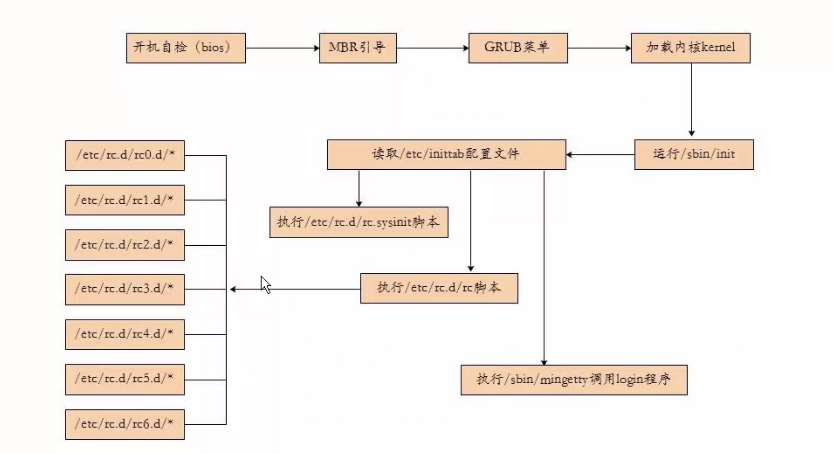 开机自检（bios）
MBR引导
GRUB菜单
加载内核kernel
运行/sbin/init
读取/etc/inittab配置文件
执行/etc/rc.d/rc.sysinit脚本
执行/etc/rc.d/rc脚本
执行/sbin/mingetty调用login程序
/etc/rc.d/rc0.d/*
/etc/rc.d/rc1.d/*
/etc/rc.d/rc2.d/*
/etc/rc.d/rc3.d/*
/etc/rc.d/rc4.d/*
/etc/rc.d/rc5.d/*
/etc/rc.d/rc6.d/*